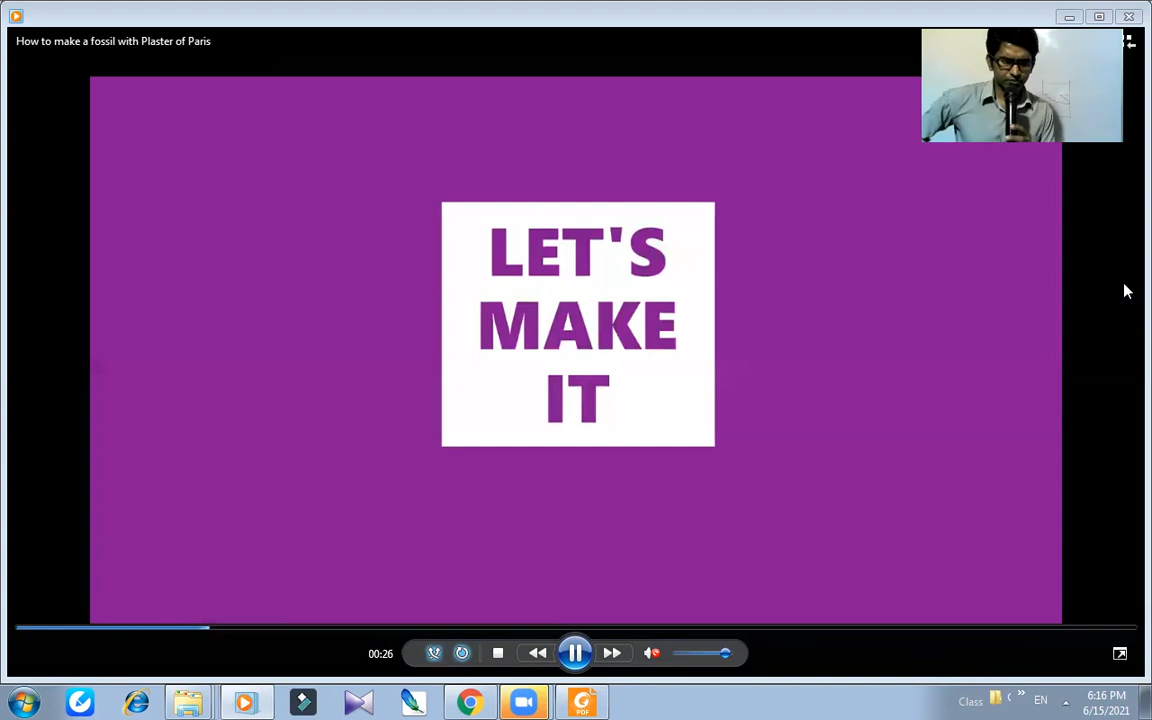 How to make a fossil with Plaster of Paris
LET'S
MAKE
IT
00:26
PDF
Class
EN
6:16 PM
6/15/2021